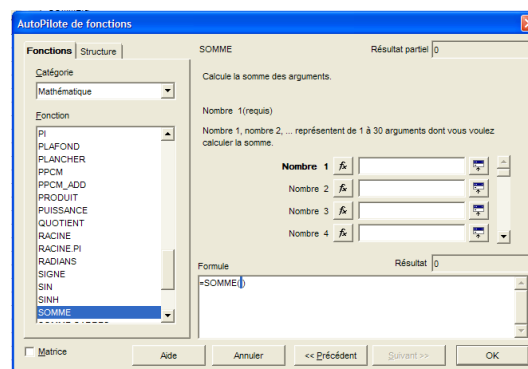 AutoPilote de fonctions
Fonctions Structure
Catégorie
Mathématique
Fonction
PI
PLAFOND
PLANCHER
PPCM
PPCM_ADD
PRODUIT
PUISSANCE
QUOTIENT
RACINE
RACINE.PI
RADIANS
SIGNE
SIN
SINH
SOMME
SOMME Résultat partiel 0
Calcule la somme des arguments.
Nombre 1(requis)
Nombre 1, nombre 2, ... représentent de 1 à 30 arguments dont vous voulez
calculer la somme.
Nombre 1 fx
Nombre 2 fx
Nombre 3 fx
Nombre 4 fx
Formule Résultat 0
=SOMME()
Matrice Aide Annuler << Précédent Suivant >> OK